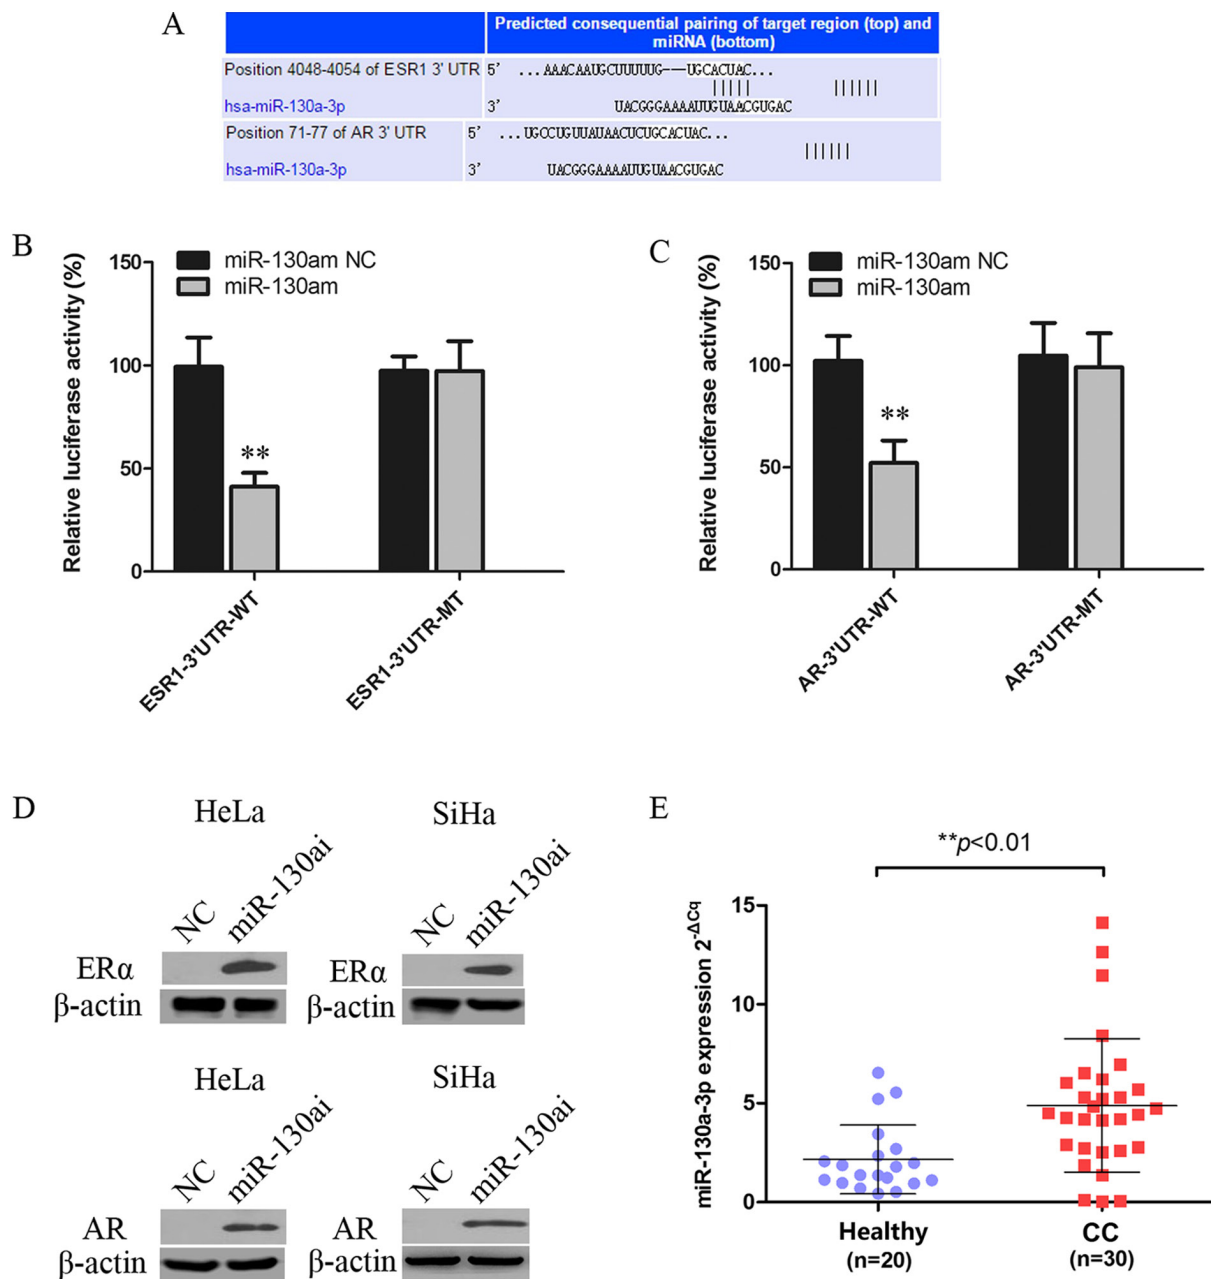 A
Predicted consequential pairing of target region (top) and
miRNA (bottom)
Position 4048-4054 of ESR1 3' UTR 5' ...AAACAAUGCUUUUUG---UGCACUAC...
hsa-miR-130a-3p 3' UACGGGAAAAUUGUAACGUGAC
Position 71-77 of AR 3' UTR 5' ...UGCCUGUUAUAACUCUGCACUAC...
hsa-miR-130a-3p 3' UACGGGAAAAUUGUAACGUGAC
B
miR-130am NC
miR-130am
Relative luciferase activity (%)
150
100
50
0
**
ESR1-3'UTR-WT
ESR1-3'UTR-MT
C
miR-130am NC
miR-130am
Relative luciferase activity (%)
150
100
50
0
**
AR-3'UTR-WT
AR-3'UTR-MT
D
HeLa
NC
miR-130ai
ERα
β-actin
SiHa
NC
miR-130ai
ERα
β-actin
HeLa
NC
miR-130ai
AR
β-actin
SiHa
NC
miR-130ai
AR
β-actin
E
**p<0.01
miR-130a-3p expression 2-ΔCq
15
10
5
0
Healthy
(n=20)
CC
(n=30)